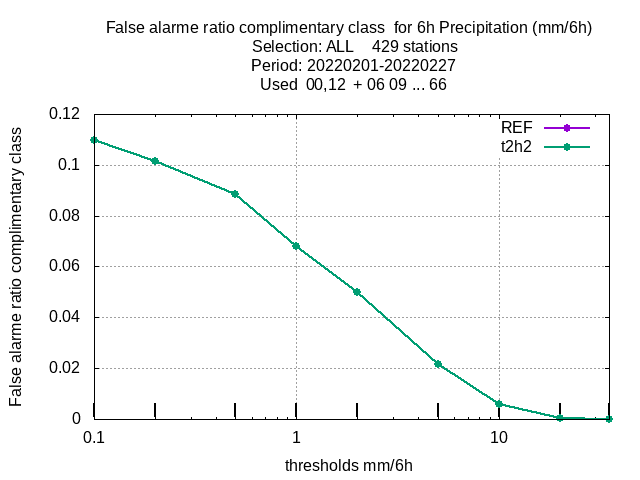 False alarme ratio complimentary class  for 6h Precipitation (mm/6h)
Selection: ALL    429 stations
Period: 20220201-20220227
Used  00,12  + 06 09 ... 66
False alarme ratio complimentary class
0.12
0.1
0.08
0.06
0.04
0.02
0
REF
t2h2
0.1
1
10
thresholds mm/6h